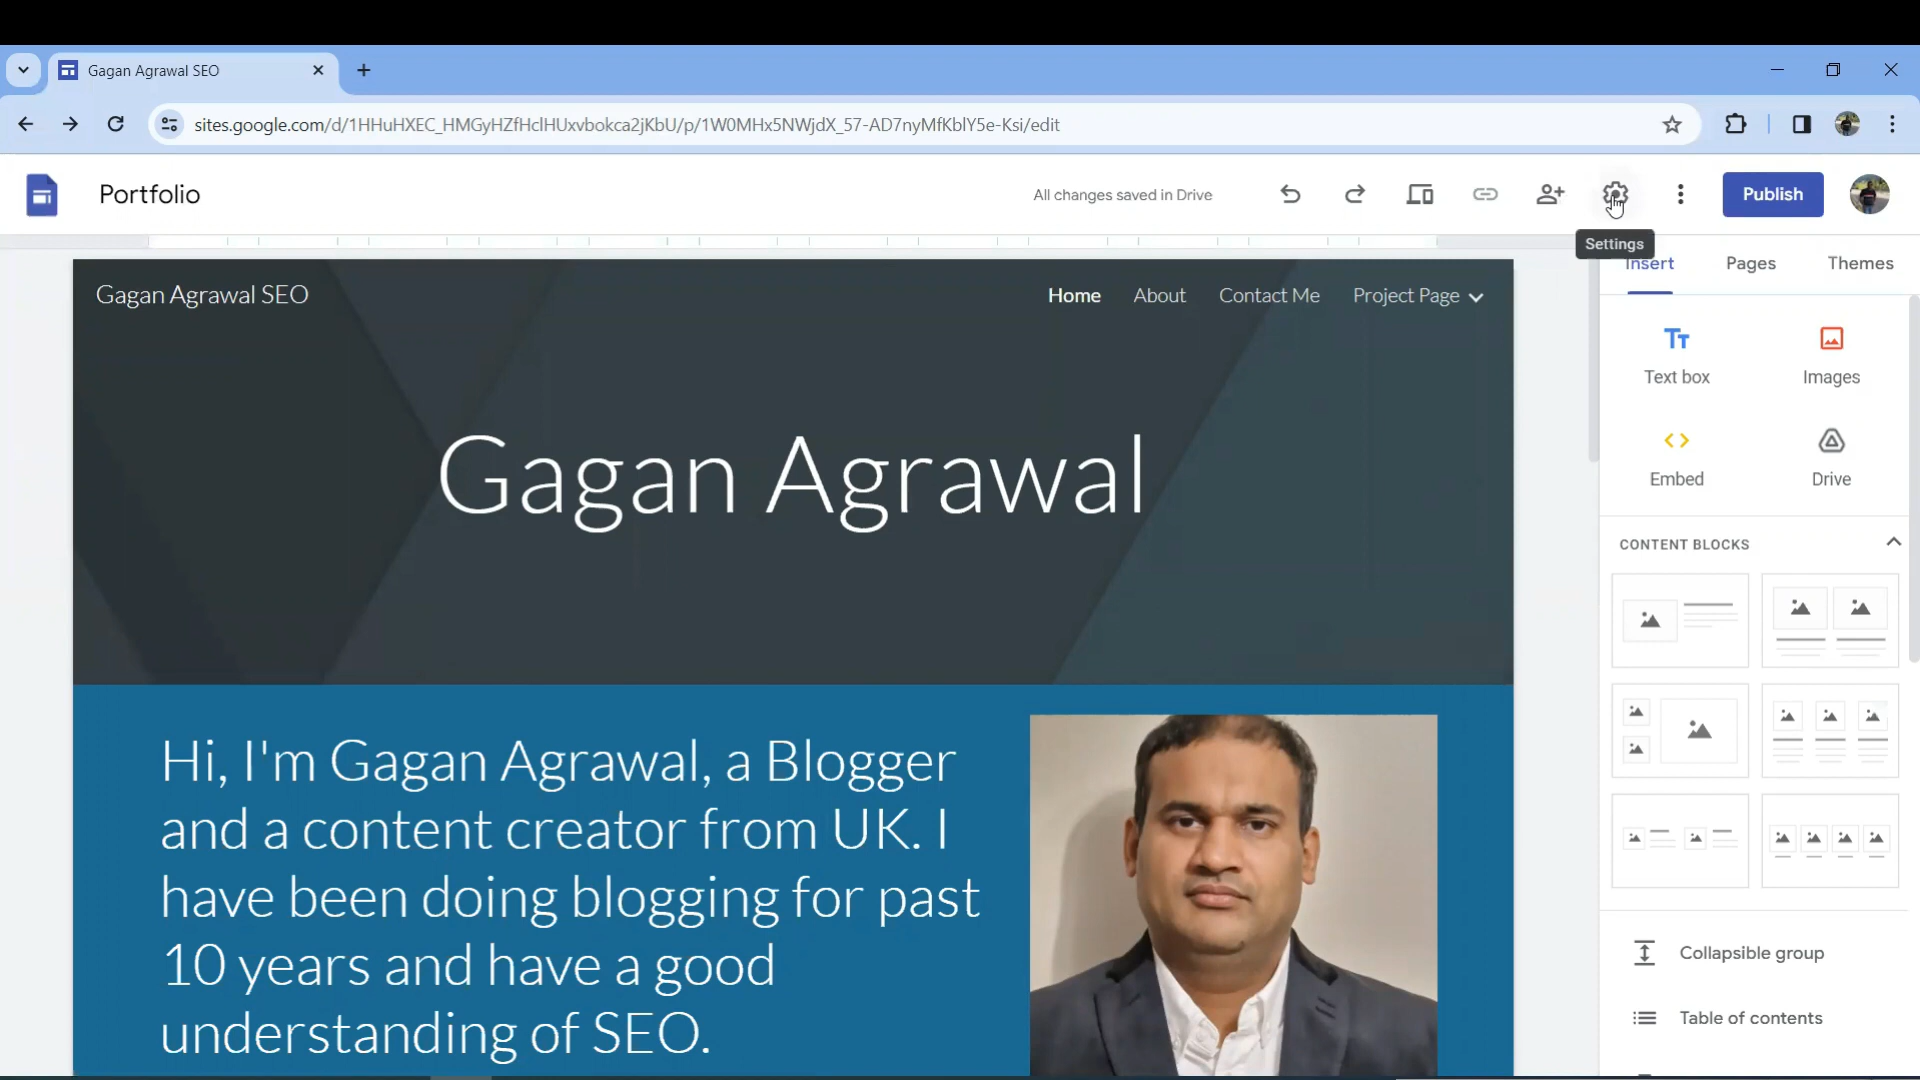 Gagan Agrawal SEO
sites.google.com/d/1HHuHXEC_HMGyHZfHclHUxvbokca2jKbU/p/1W0MHx5NWjdX_57-AD7nyMfKblY5e-Ksi/edit
Portfolio
All changes saved in Drive
Publish
Settings
Insert
Pages
Themes
Gagan Agrawal SEO
Home
About
Contact Me
Project Page
Text box
Images
Embed
Drive
Gagan Agrawal
CONTENT BLOCKS
Hi, I'm Gagan Agrawal, a Blogger
and a content creator from UK. I
have been doing blogging for past
10 years and have a good
understanding of SEO.
Collapsible group
Table of contents